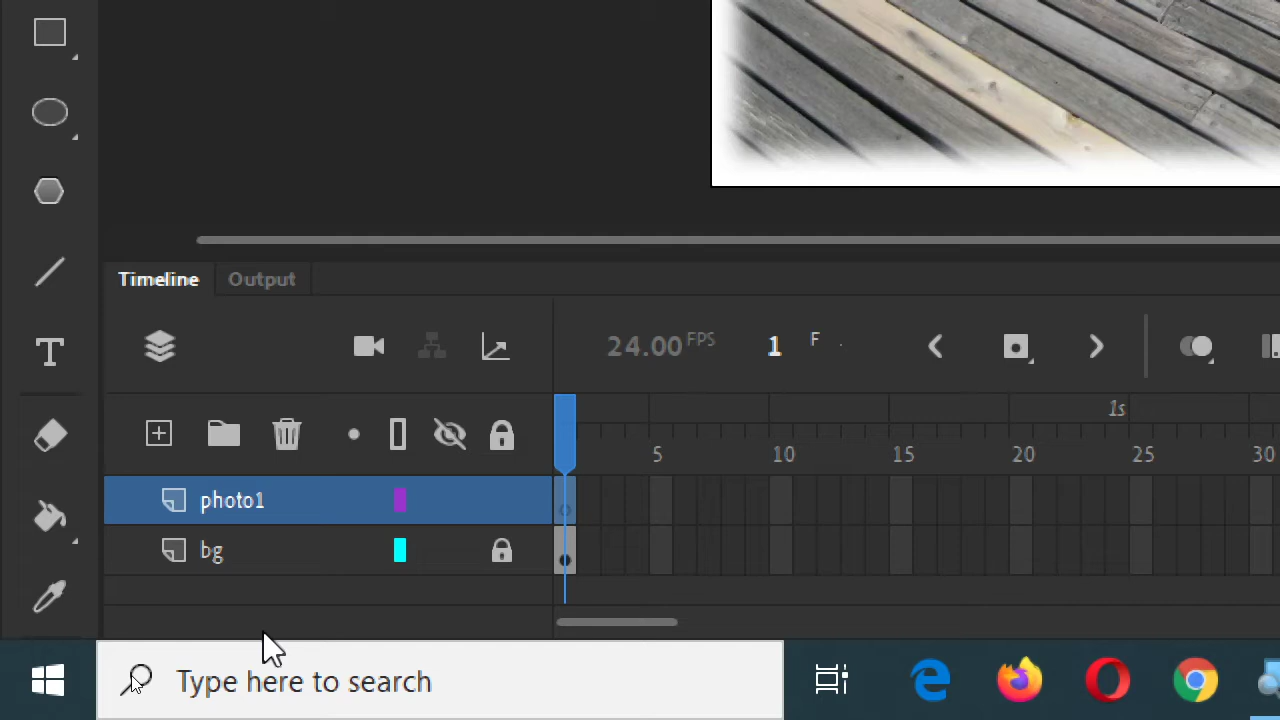 Timeline Output
24.00 FPS 1 F
1s
5 10 15 20 25 30
photo1
bg
Type here to search